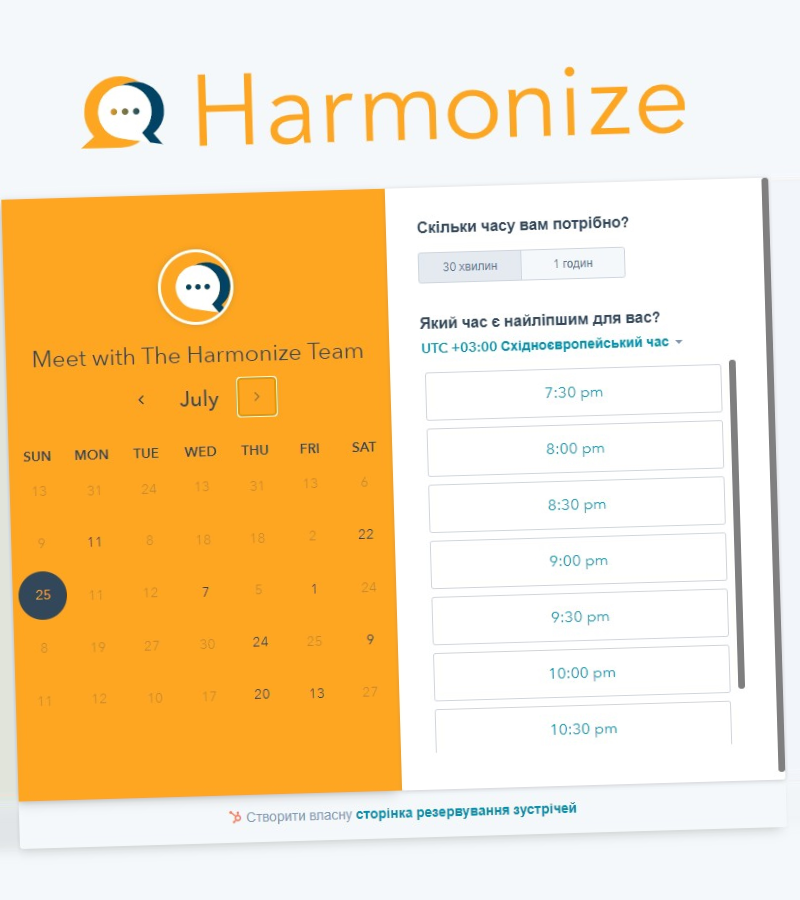 Harmonize
Meet with The Harmonize Team
July
SUN MON TUE WED THU FRI SAT
13 31 24 13 31 13 6
9 11 8 18 18 2 22
25 11 12 7 5 1 24
8 19 27 30 24 25 9
11 12 10 17 20 13 27
Скільки часу вам потрібно?
30 хвилин 1 годин
Який час є найліпшим для вас?
UTC +03:00 Східноєвропейський час
7:30 pm
8:00 pm
8:30 pm
9:00 pm
9:30 pm
10:00 pm
10:30 pm
Створити власну сторінка резервування зустрічей